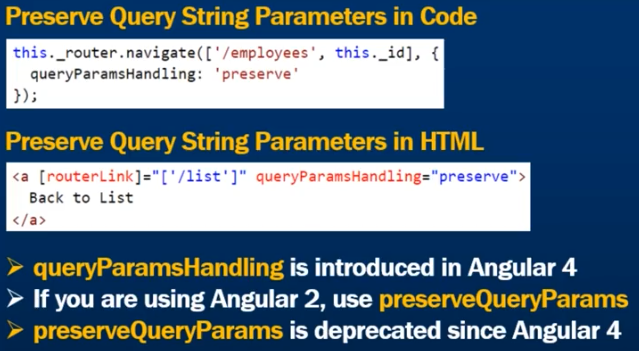 Preserve Query String Parameters in Code
this._router.navigate(['/employees', this._id], {
queryParamsHandling: 'preserve'
});
Preserve Query String Parameters in HTML
<a [routerLink]="['/list']" queryParamsHandling="preserve">
Back to List
</a>
➤ queryParamsHandling is introduced in Angular 4
➤ If you are using Angular 2, use preserveQueryParams
➤ preserveQueryParams is deprecated since Angular 4